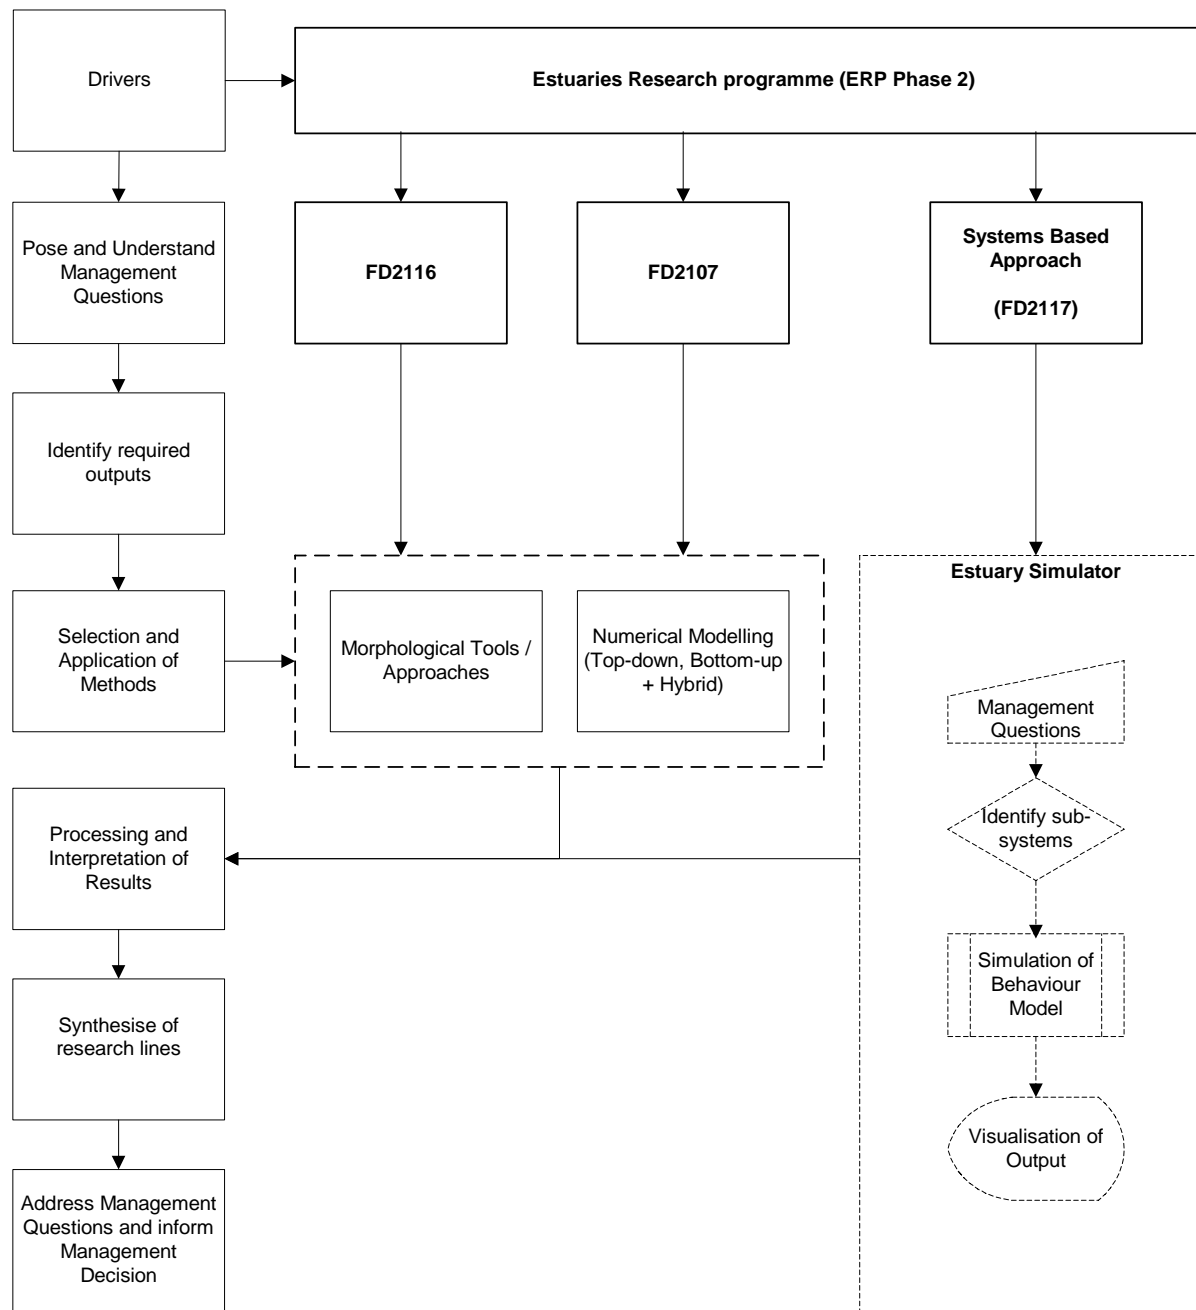 Drivers
Estuaries Research programme (ERP Phase 2)
Pose and Understand
Management
Questions
FD2116
FD2107
Systems Based
Approach
(FD2117)
Identify required
outputs
Selection and
Application of
Methods
Morphological Tools /
Approaches
Numerical Modelling
(Top-down, Bottom-up
+ Hybrid)
Estuary Simulator
Management
Questions
Identify sub-
systems
Simulation of
Behaviour
Model
Visualisation of
Output
Processing and
Interpretation of
Results
Synthesise of
research lines
Address Management
Questions and inform
Management
Decision